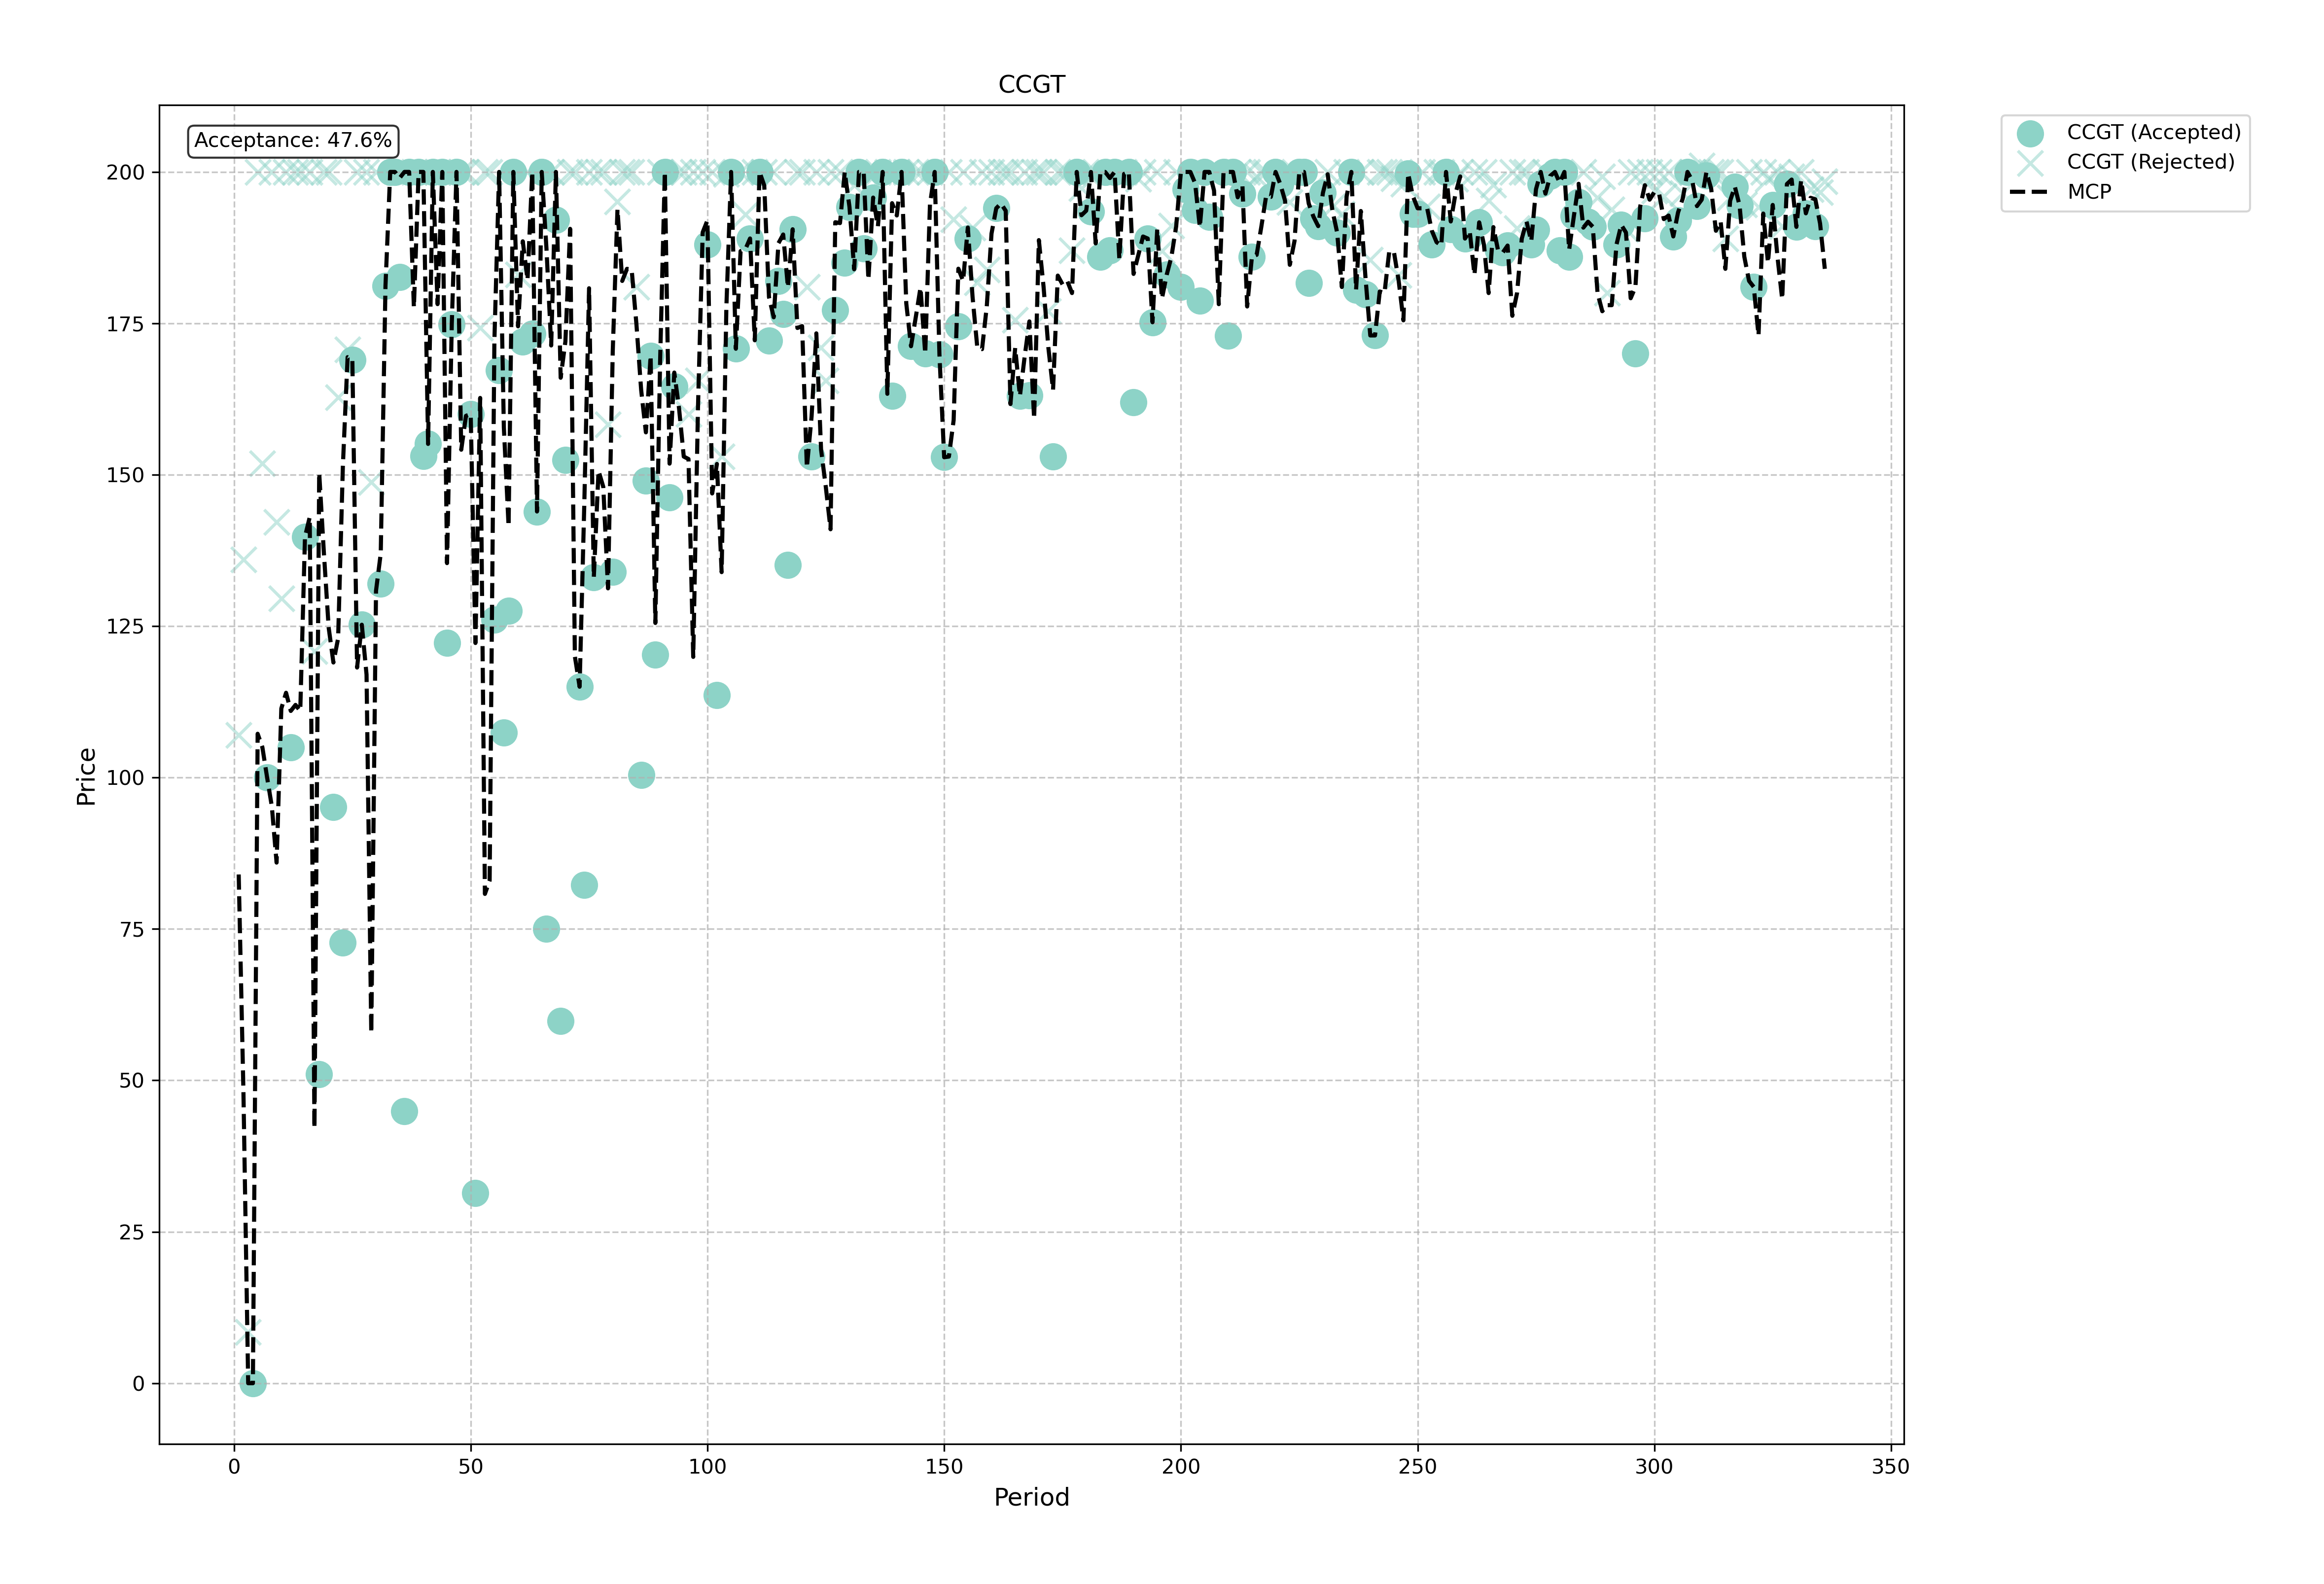 CCGT
Acceptance: 47.6%
CCGT (Accepted)
CCGT (Rejected)
MCP
200
175
150
125
100
75
50
25
0
Price
0 50 100 150 200 250 300 350
Period